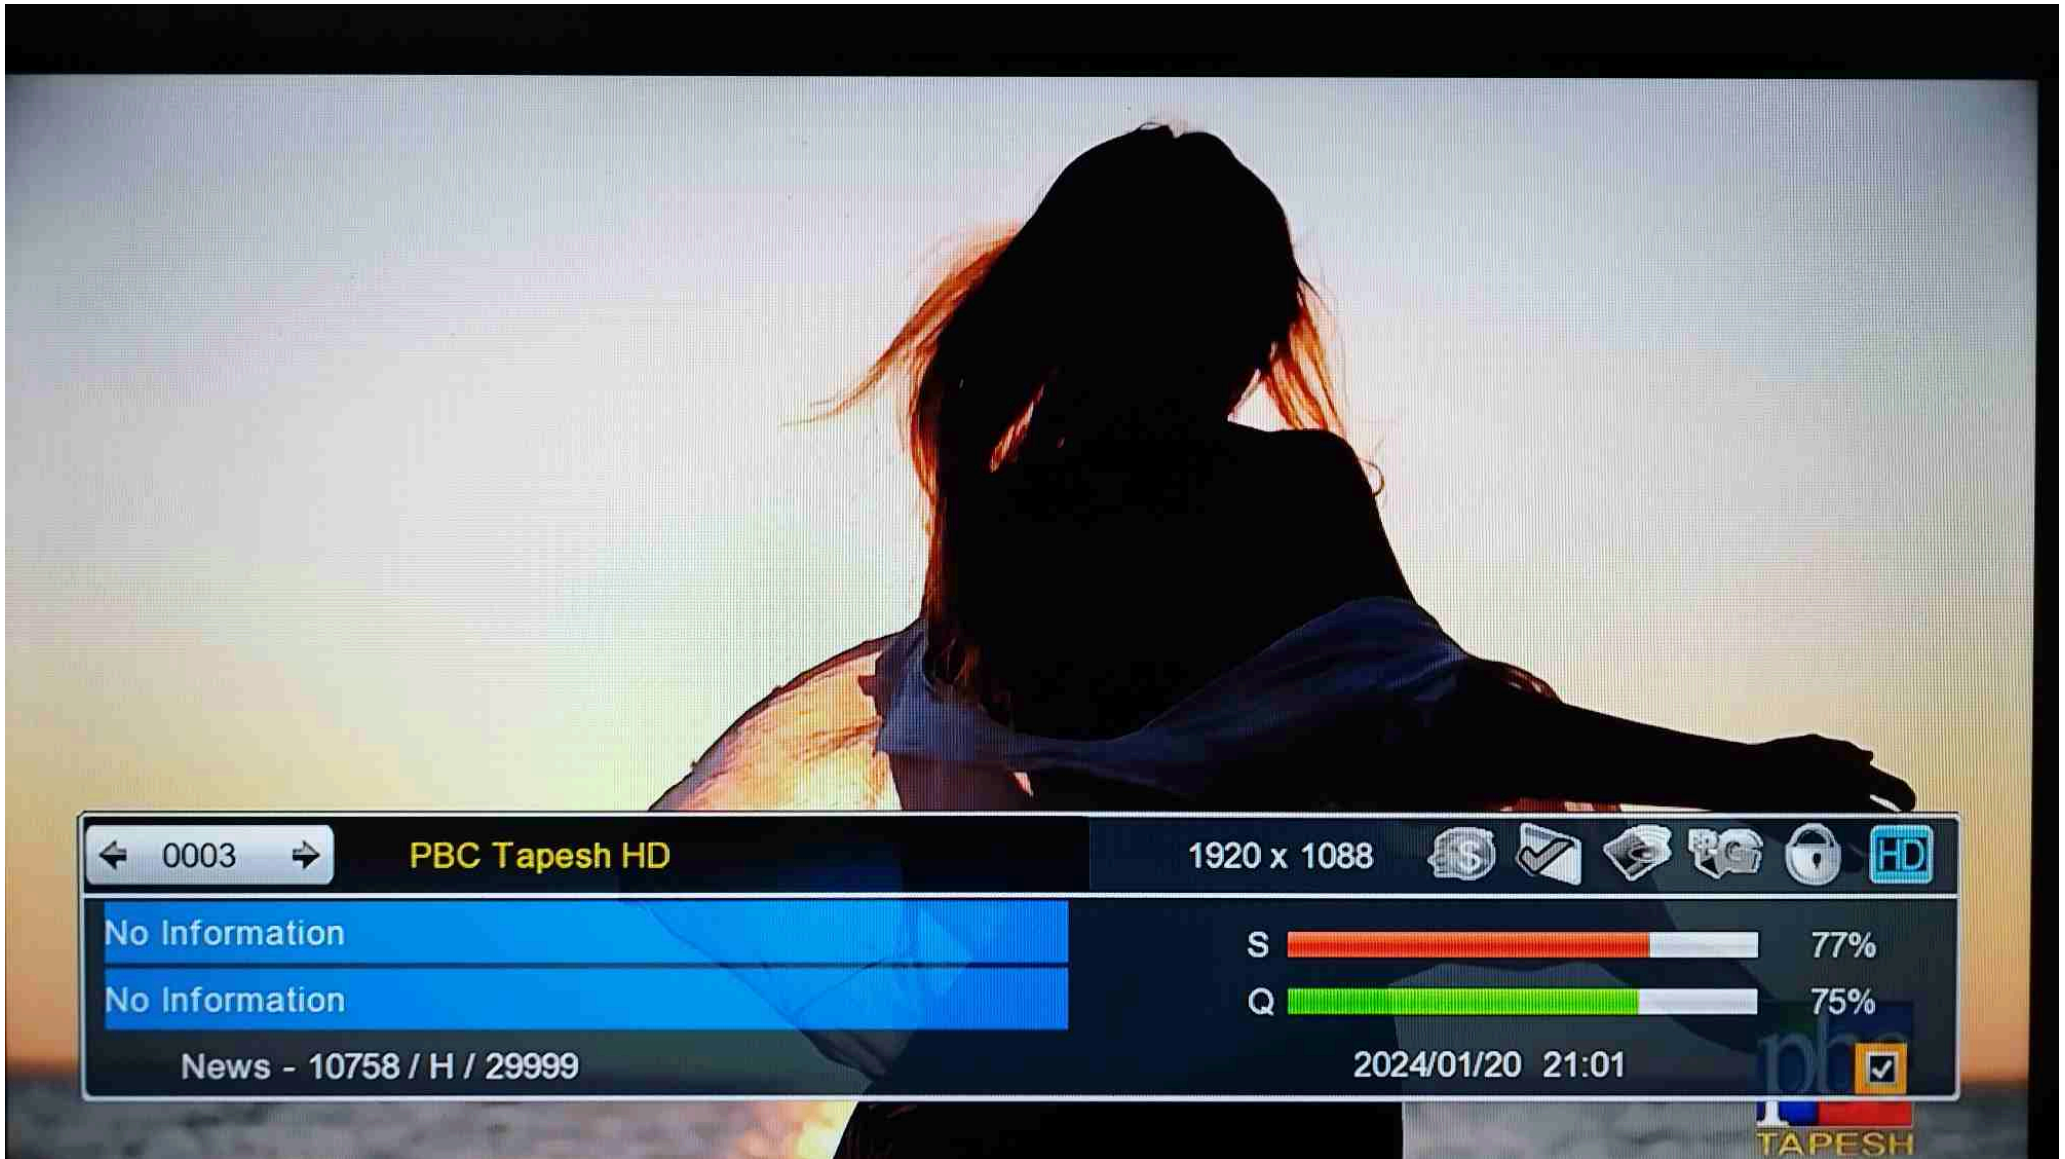 0003 PBC Tapesh HD 1920 x 1088 HD
No Information
S 77%
No Information
Q 75%
News - 10758 / H / 29999
2024/01/20 21:01
pbc
TAPESH